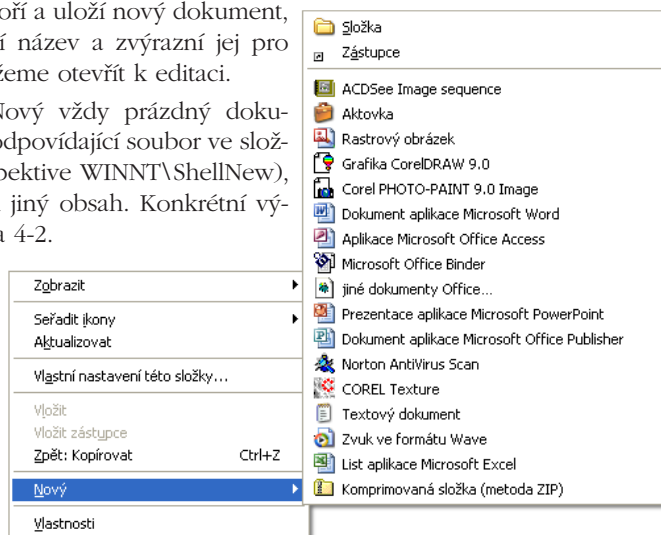 oří a uloží nový dokument,
í název a zvýrazní jej pro
žeme otevřít k editaci.
Nový vždy prázdný doku-
odpovídající soubor ve slož-
pektive WINNT\ShellNew),
jiný obsah. Konkrétní vý-
a 4-2.
Zobrazit
Seřadit ikony
Aktualizovat
Vlastní nastavení této složky...
Vložit
Vložit zástupce
Zpět: Kopírovat Ctrl+Z
Nový
Vlastnosti
Složka
Zástupce
ACDSee Image sequence
Aktovka
Rastrový obrázek
Grafika CorelDRAW 9.0
Corel PHOTO-PAINT 9.0 Image
Dokument aplikace Microsoft Word
Aplikace Microsoft Office Access
Microsoft Office Binder
jiné dokumenty Office...
Prezentace aplikace Microsoft PowerPoint
Dokument aplikace Microsoft Office Publisher
Norton AntiVirus Scan
COREL Texture
Textový dokument
Zvuk ve formátu Wave
List aplikace Microsoft Excel
Komprimovaná složka (metoda ZIP)